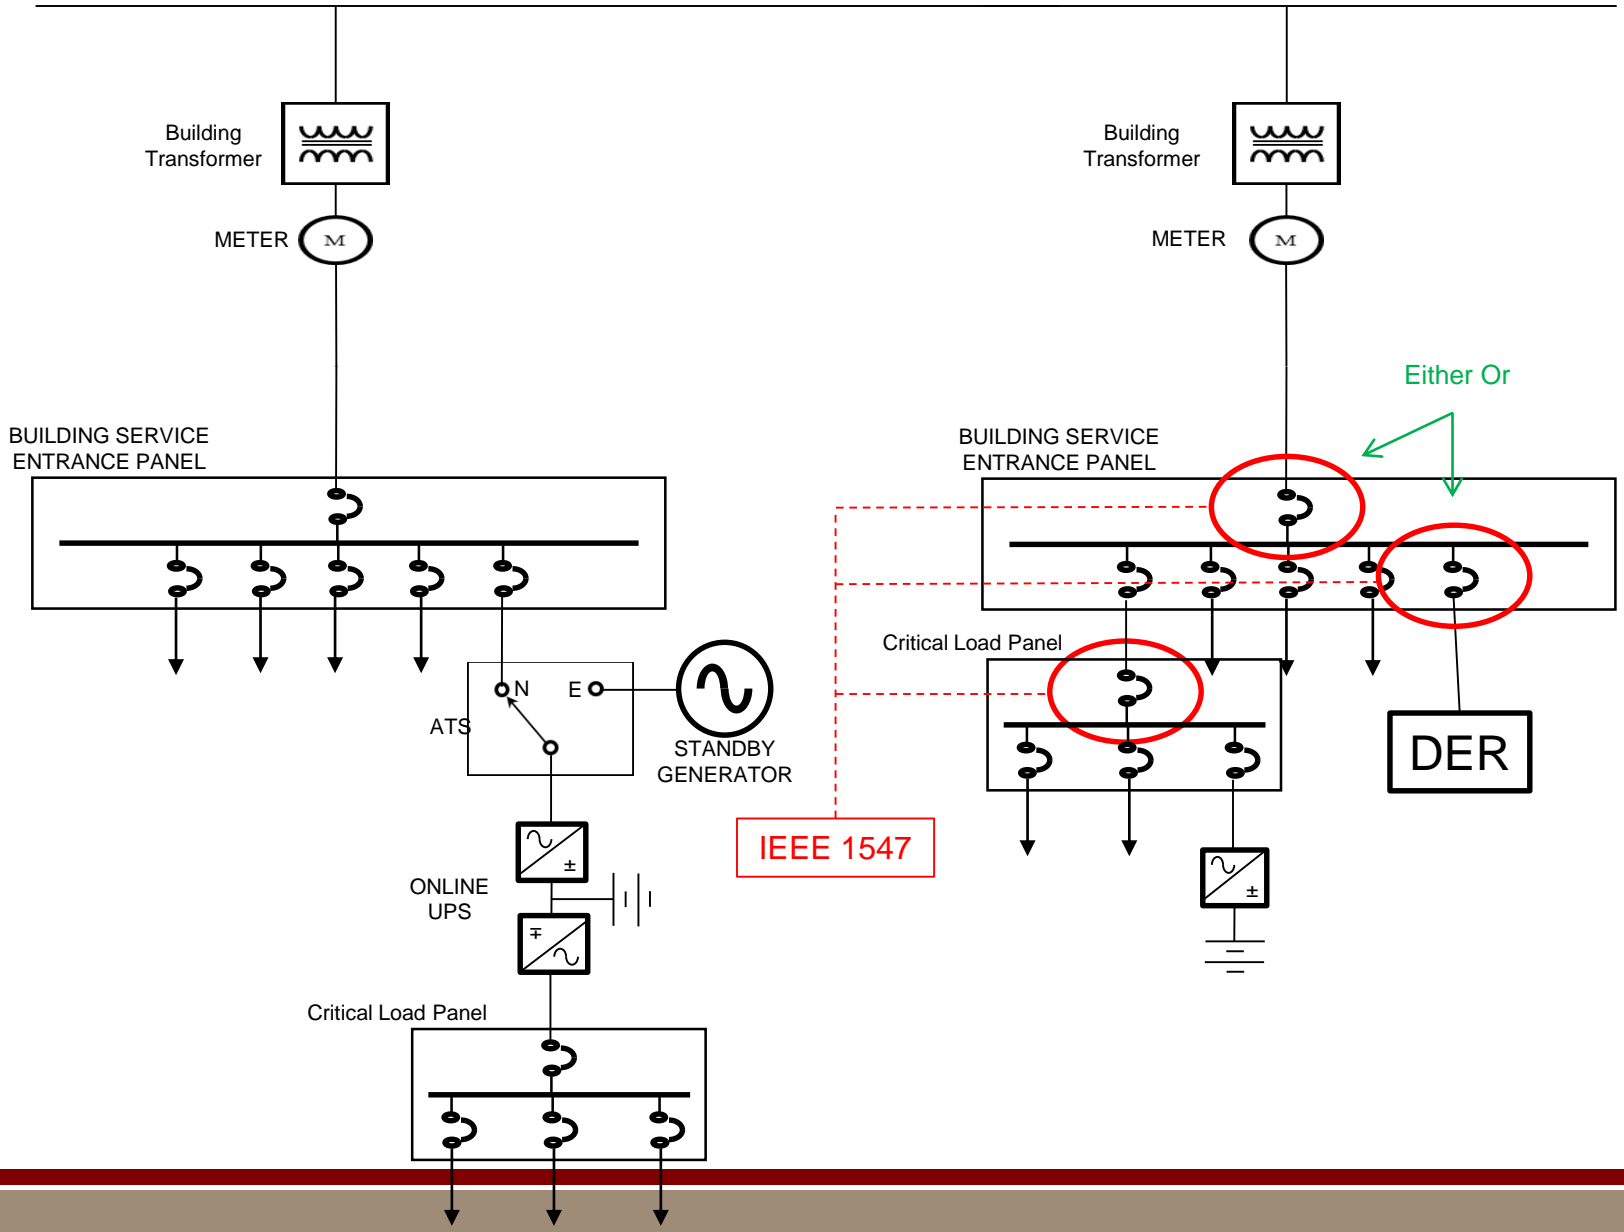 Building
Transformer
M
METER
BUILDING SERVICE
ENTRANCE PANEL
N
E
ATS
STANDBY
GENERATOR
±
ONLINE
UPS
∓
Critical Load Panel
Building
Transformer
M
METER
Either Or
BUILDING SERVICE
ENTRANCE PANEL
Critical Load Panel
DER
IEEE 1547
±